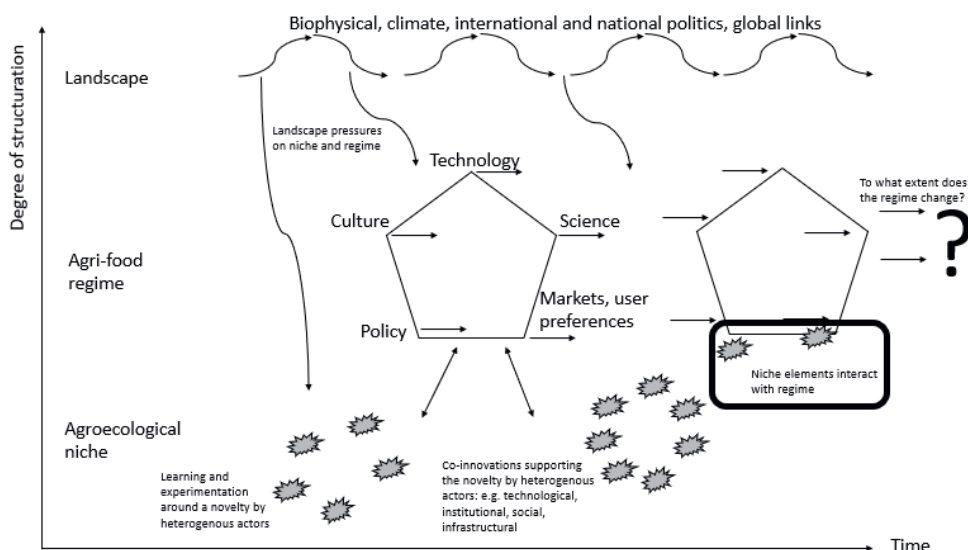 Biophysical, climate, international and national politics, global links
Degree of structuration
Landscape
Landscape pressures
on niche and regime
Technology
Culture
Science
To what extent does
the regime change?
?
Agri-food
regime
Markets, user
preferences
Policy
Niche elements interact
with regime
Agroecological
niche
Learning and
experimentation
around a novelty by
heterogenous actors
Co-innovations supporting
the novelty by heterogenous
actors: e.g. technological,
institutional, social,
infrastructural
Time